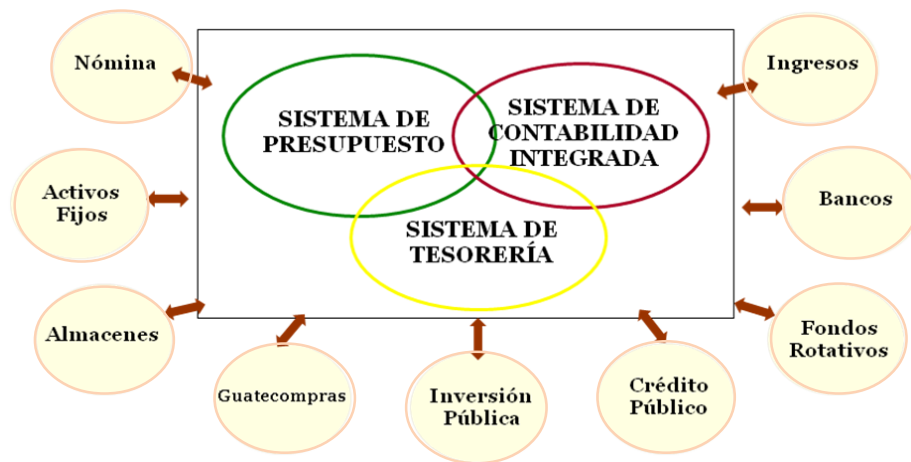 Nómina
Ingresos
SISTEMA DE
PRESUPUESTO
SISTEMA DE
CONTABILIDAD
INTEGRADA
Activos
Fijos
Bancos
SISTEMA DE
TESORERÍA
Almacenes
Fondos
Rotativos
Guatecompras
Inversión
Pública
Crédito
Público